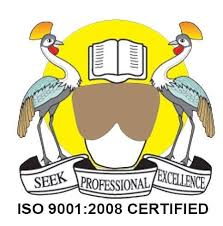 SEEK PROFESSIONAL EXCELLENCE
ISO 9001:2008 CERTIFIED